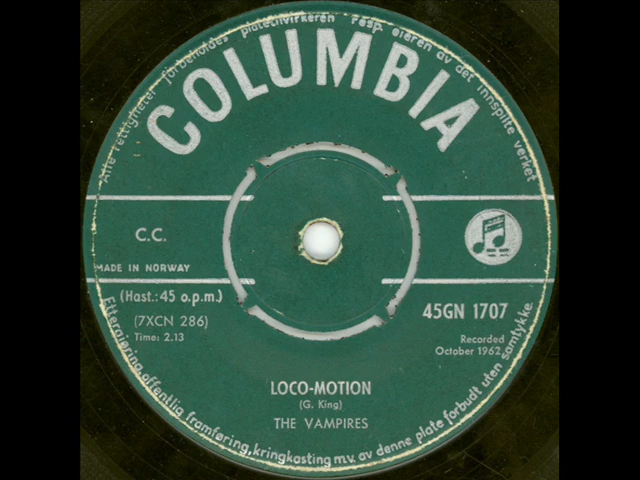 Alle rettigheter forbeholdes platetilvirkeren resp. eieren av det innspilte verket
COLUMBIA
C.C.
MADE IN NORWAY
(Hast.: 45 o.p.m.)
(7XCN 286)
Time: 2.13
45GN 1707
Recorded
October 1962
LOCO-MOTION
(G. King)
THE VAMPIRES
Ettergjøring, offentlig framføring, kringkasting m.v. av denne plate forbudt uten samtykke.